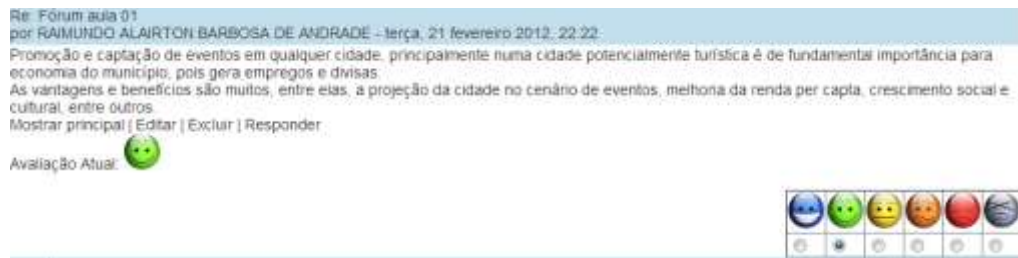 Re: Fórum aula 01
por RAIMUNDO ALAIRTON BARBOSA DE ANDRADE - terça, 21 fevereiro 2012, 22:22
Promoção e captação de eventos em qualquer cidade, principalmente numa cidade potencialmente turística é de fundamental importância para
economia do município, pois gera empregos e divisas.
As vantagens e benefícios são muitos, entre elas, a projeção da cidade no cenário de eventos, melhoria da renda per capta, crescimento social e
cultural, entre outros.
Mostrar principal | Editar | Excluir | Responder
Avaliação Atual: